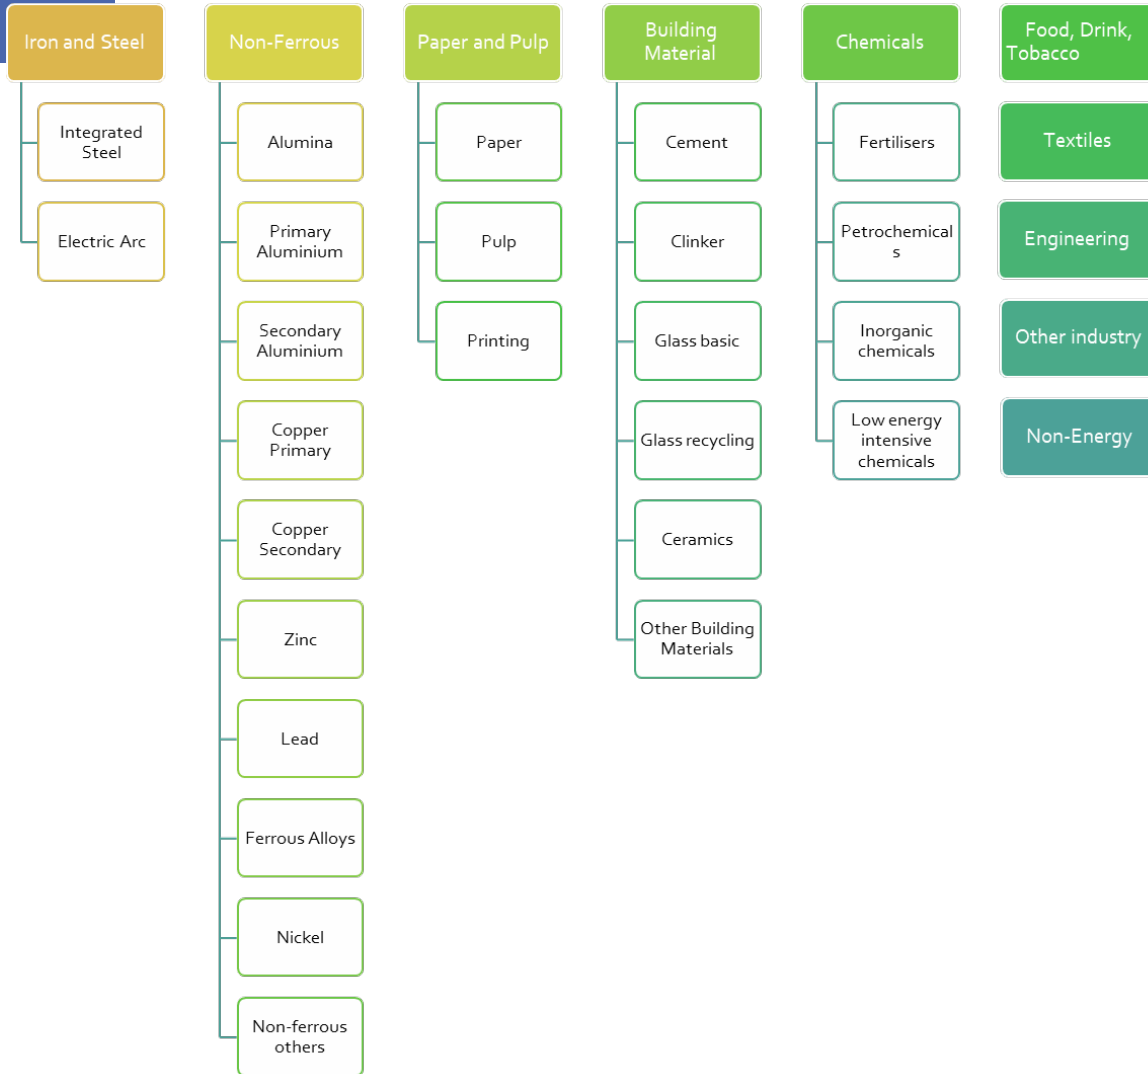 Iron and Steel
Integrated
Steel
Electric Arc
Non-Ferrous
Alumina
Primary
Aluminium
Secondary
Aluminium
Copper
Primary
Copper
Secondary
Zinc
Lead
Ferrous Alloys
Nickel
Non-ferrous
others
Paper and Pulp
Paper
Pulp
Printing
Building
Material
Cement
Clinker
Glass basic
Glass recycling
Ceramics
Other Building
Materials
Chemicals
Fertilisers
Petrochemical
s
Inorganic
chemicals
Low energy
intensive
chemicals
Food, Drink,
Tobacco
Textiles
Engineering
Other industry
Non-Energy